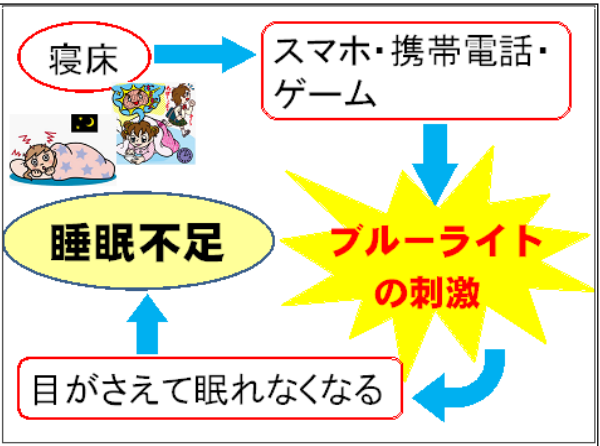 寝床
スマホ・携帯電話・
ゲーム
ブルーライト
の刺激
目がさえて眠れなくなる
睡眠不足